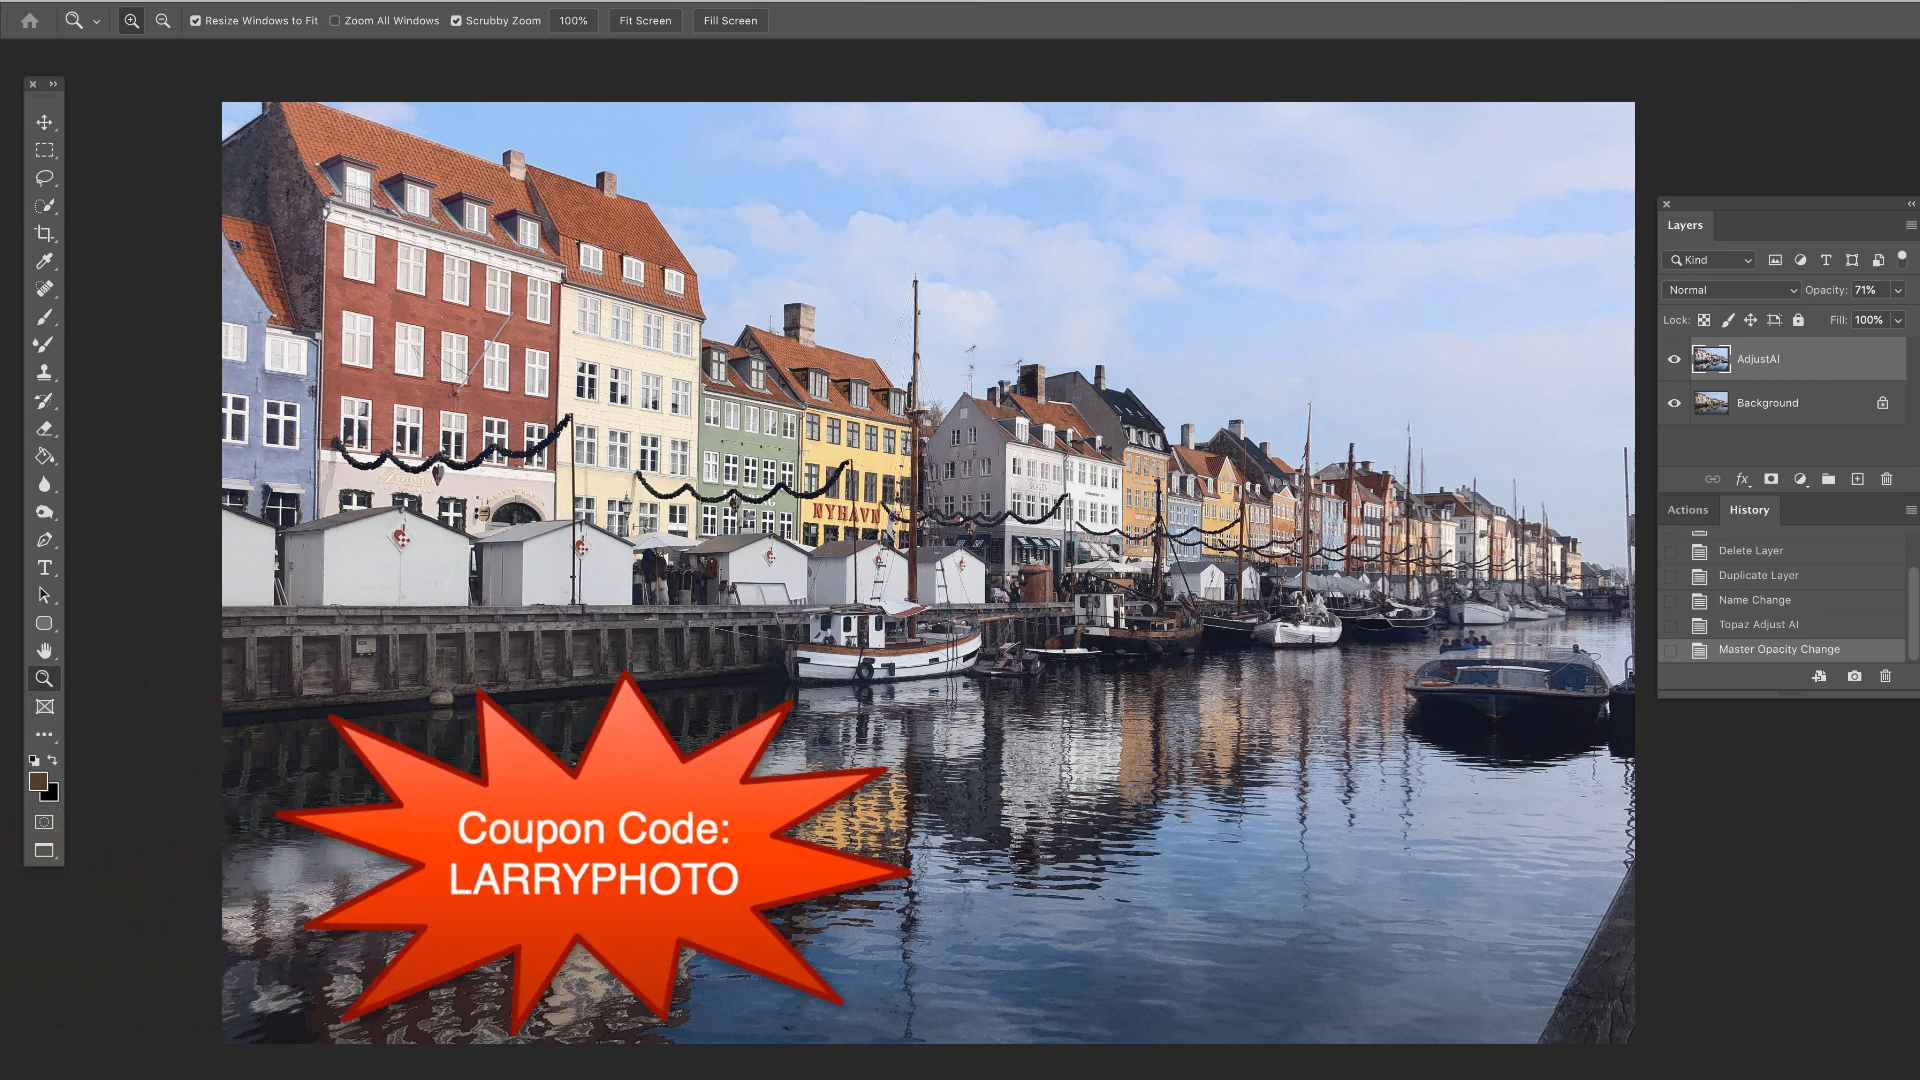 Resize Windows to Fit
Zoom All Windows
Scrubby Zoom
100%
Fit Screen
Fill Screen
Layers
Kind
Normal
Opacity: 71%
Lock:
Fill: 100%
AdjustAI
Background
fx
Actions
History
Delete Layer
Duplicate Layer
Name Change
Topaz Adjust AI
Master Opacity Change
NYHAVN
Coupon Code:
LARRYPHOTO